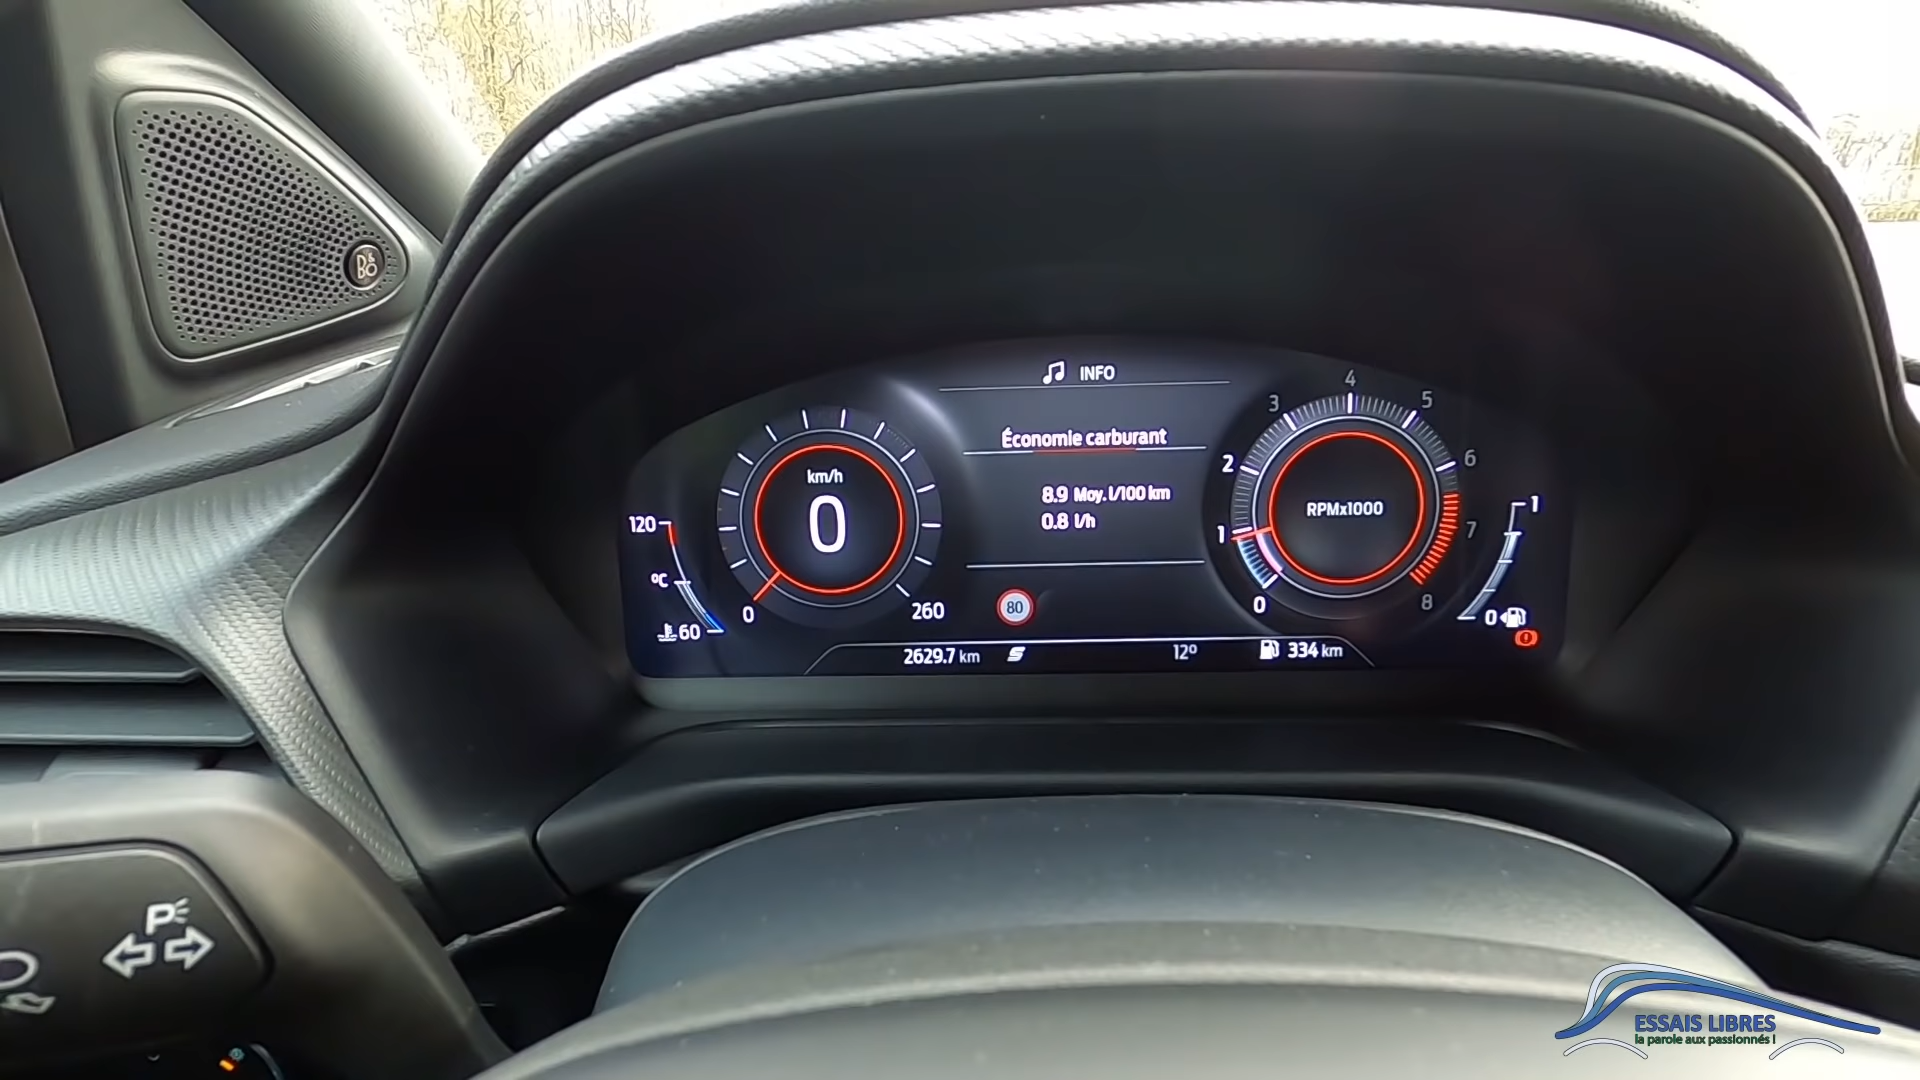 B&O
INFO
Économie carburant
8.9 Moy. l/100 km
0.8 l/h
km/h
0
0
260
120
°C
60
80
RPMx1000
0
1
2
3
4
5
6
7
8
1
0
2629.7 km
12°
334 km
P
ESSAIS LIBRES
la parole aux passionnés !